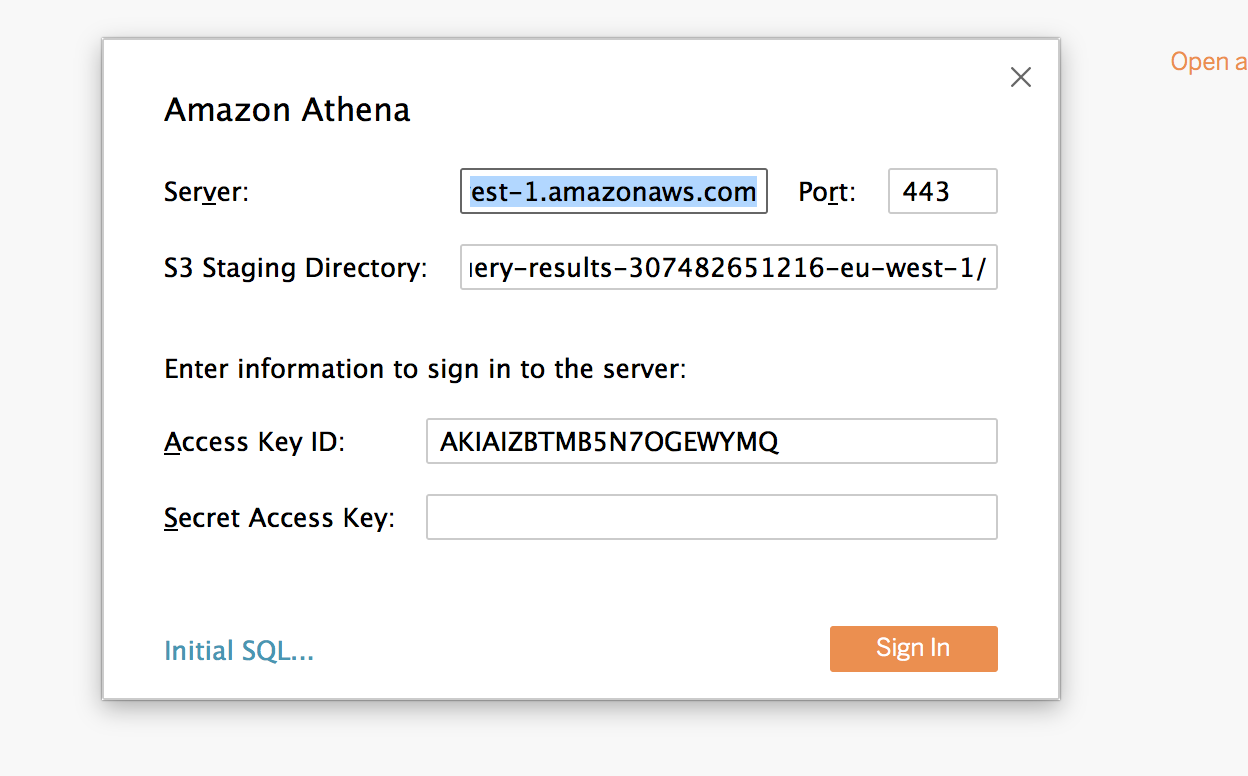 Open a
Amazon Athena
Server: est-1.amazonaws.com Port: 443
S3 Staging Directory: ery-results-307482651216-eu-west-1/
Enter information to sign in to the server:
Access Key ID: AKIAIZBTMB5N7OGEWYMQ
Secret Access Key:
Initial SQL... Sign In